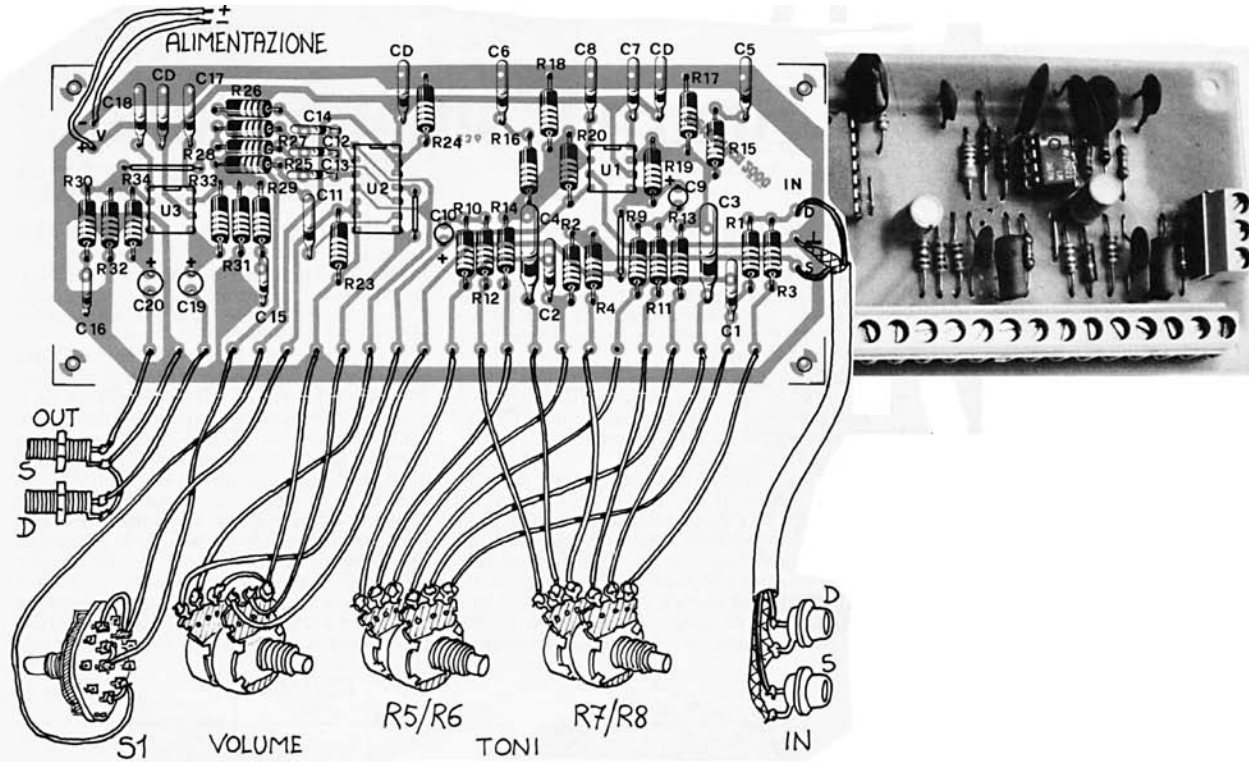 +
−
ALIMENTAZIONE
CD C6 C8 C7 CD C5
R18 R17
CD C17
C18 R26
− V +
C14
R16 R20
R27 C12
R24
R28 C13
R25
U1 R19 R15
R30 R34 R33 R29 C11 U2
U3
IN
C9
+
C10 R10 R14 C4 R2 R9 R13 C3 R1 D
+
S
R32 R31 R23 R12 R4 R11 R3
+ +
C20 C19 C15 C2 C1
C16
OUT
S
D
D
S
R5/R6 R7/R8
S1 VOLUME TONI IN